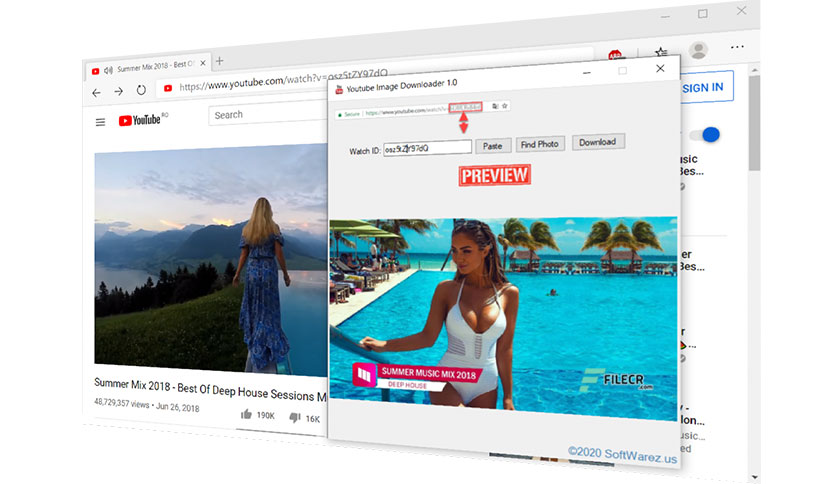 Summer Mix 2018 - Best Of
https://www.youtube.com/watch?v=osz5tZY97dQ
YouTube RO
Search
SIGN IN
Youtube Image Downloader 1.0
Secure https://www.youtube.com/watch?v=
Watch ID: osz5tZY97dQ Paste Find Photo Download
PREVIEW
SUMMER MUSIC MIX 2018
DEEP HOUSE
FILECR
.com
Summer Mix 2018 - Best Of Deep House Sessions M
48,729,357 views • Jun 26, 2018
190K 16K
©2020 SoftWarez.us